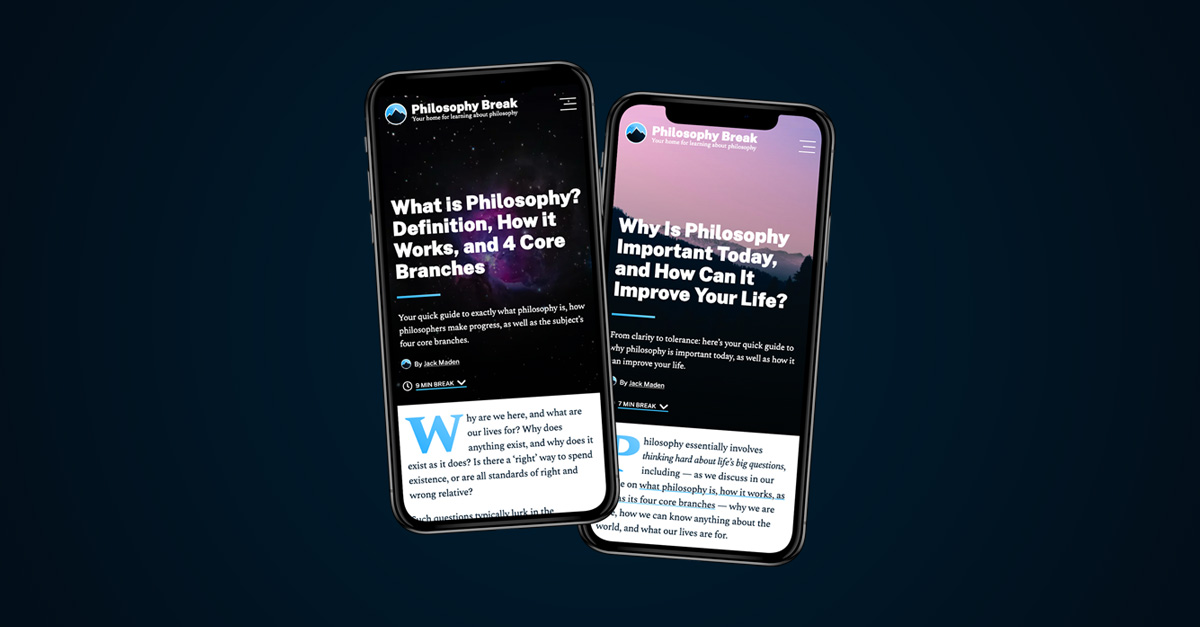 Philosophy Break
Your home for learning about philosophy
What is Philosophy?
Definition, How it
Works, and 4 Core
Branches
Your quick guide to exactly what philosophy is, how
philosophers make progress, as well as the subject's
four core branches.
By Jack Maden
9 MIN BREAK
Why are we here, and what are
our lives for? Why does
anything exist, and why does it
exist as it does? Is there a ‘right’ way to spend
existence, or are all standards of right and
wrong relative?
Such questions typically lurk in the
Philosophy Break
Your home for learning about philosophy
Why Is Philosophy
Important Today,
and How Can It
Improve Your Life?
From clarity to tolerance: here's your quick guide to
why philosophy is important today, as well as how it
can improve your life.
By Jack Maden
7 MIN BREAK
Philosophy essentially involves
thinking hard about life's big questions,
including — as we discuss in our
on what philosophy is, how it works, as
as its four core branches — why we are
how we can know anything about the
world, and what our lives are for.